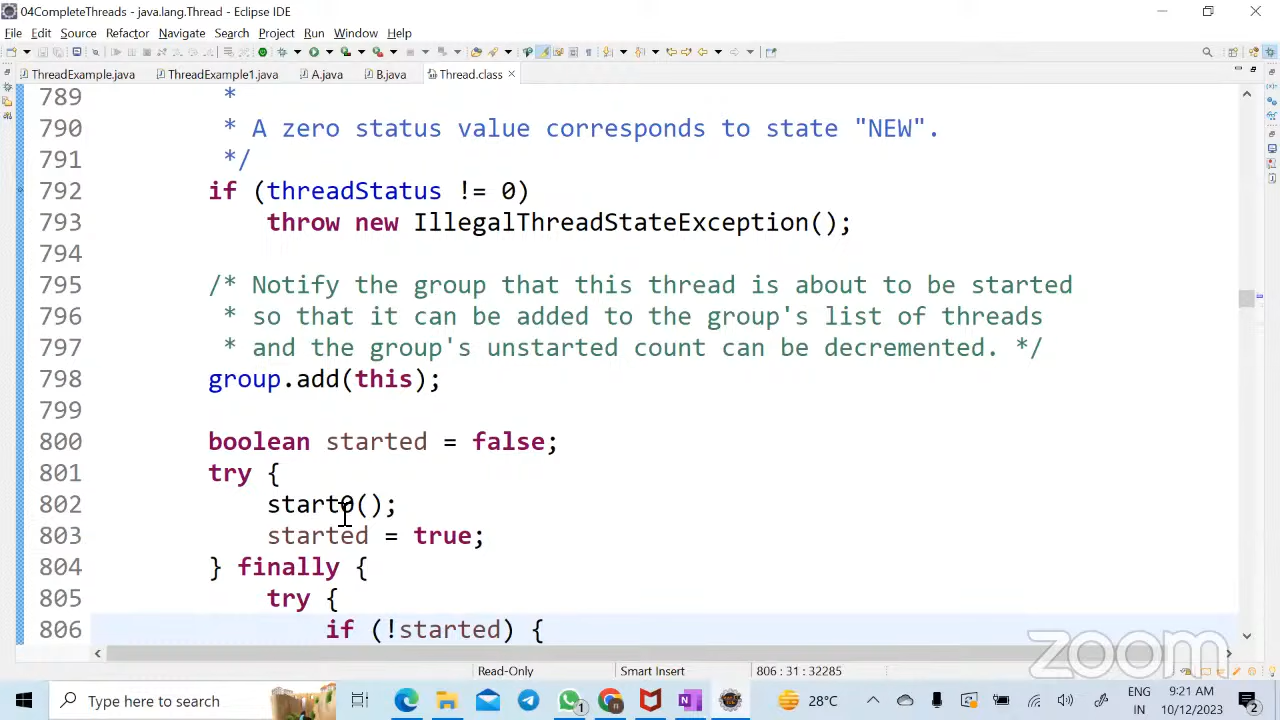 04CompleteThreads - java.lang.Thread - Eclipse IDE
File Edit Source Refactor Navigate Search Project Run Window Help
ThreadExample.java ThreadExample1.java A.java B.java Thread.class
789 *
790 * A zero status value corresponds to state "NEW".
791 */
792 if (threadStatus != 0)
793 throw new IllegalThreadStateException();
794
795 /* Notify the group that this thread is about to be started
796 * so that it can be added to the group's list of threads
797 * and the group's unstarted count can be decremented. */
798 group.add(this);
799
800 boolean started = false;
801 try {
802 start0();
803 started = true;
804 } finally {
805 try {
806 if (!started) {
zoom
Read-Only Smart Insert 806 : 31 : 32285
Type here to search 1 28°C ENG IN 9:21 AM 10/12/2023 2